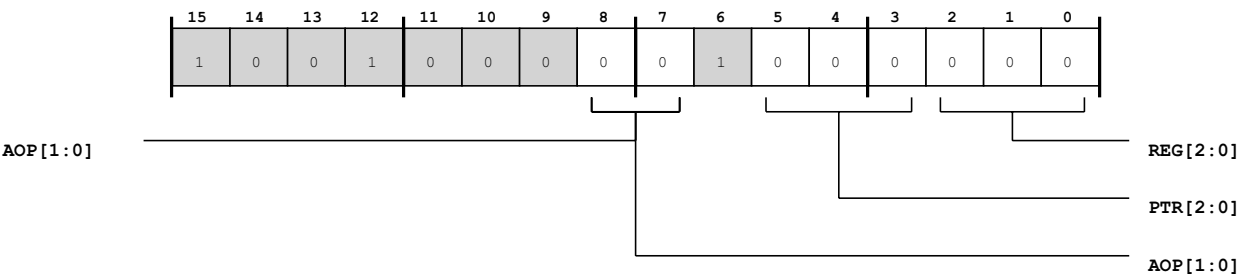 15 14 13 12 11 10 9 8 7 6 5 4 3 2 1 0
1 0 0 1 0 0 0 0 0 1 0 0 0 0 0 0
AOP[1:0] REG[2:0]
PTR[2:0]
AOP[1:0]